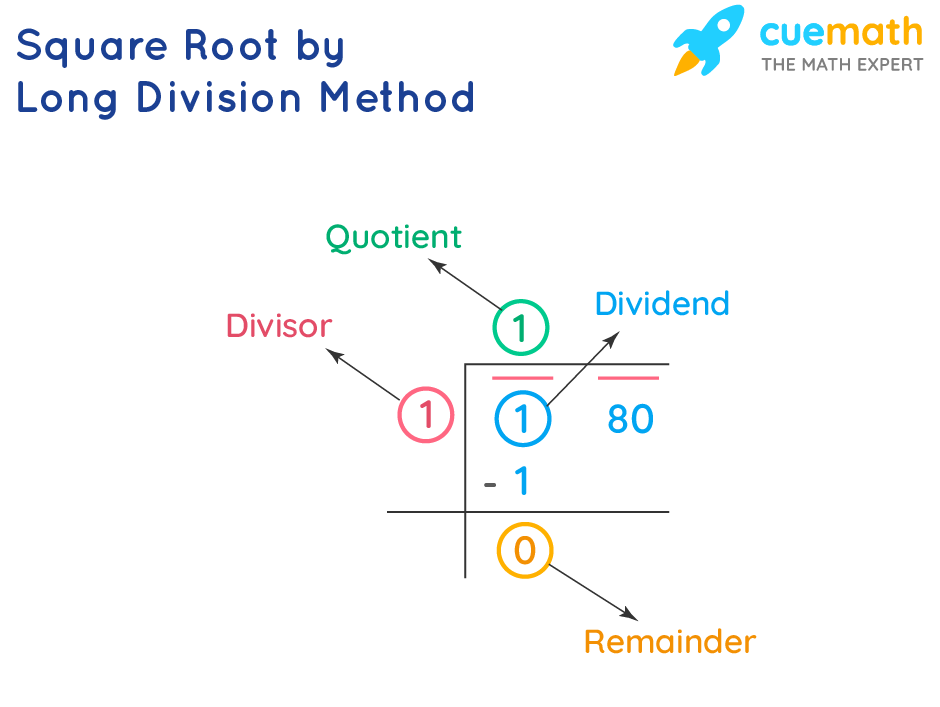 Square Root by
Long Division Method
cuemath
THE MATH EXPERT
Quotient
Divisor
Dividend
1
1
1
80
- 1
0
Remainder